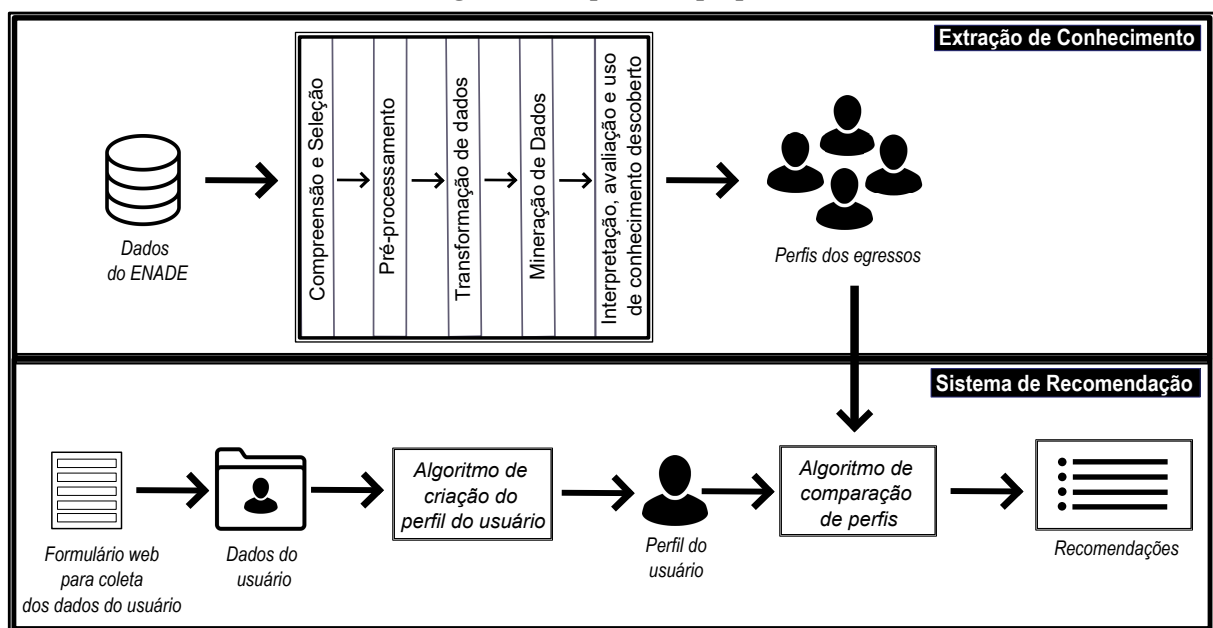 Extração de Conhecimento
Dados
do ENADE
Compreensão e Seleção
Pré-processamento
Transformação de dados
Mineração de Dados
Interpretação, avaliação e uso
de conhecimento descoberto
Perfis dos egressos
Sistema de Recomendação
Formulário web
para coleta
dos dados do usuário
Dados do
usuário
Algoritmo de
criação do
perfil do usuário
Perfil do
usuário
Algoritmo de
comparação
de perfis
Recomendações